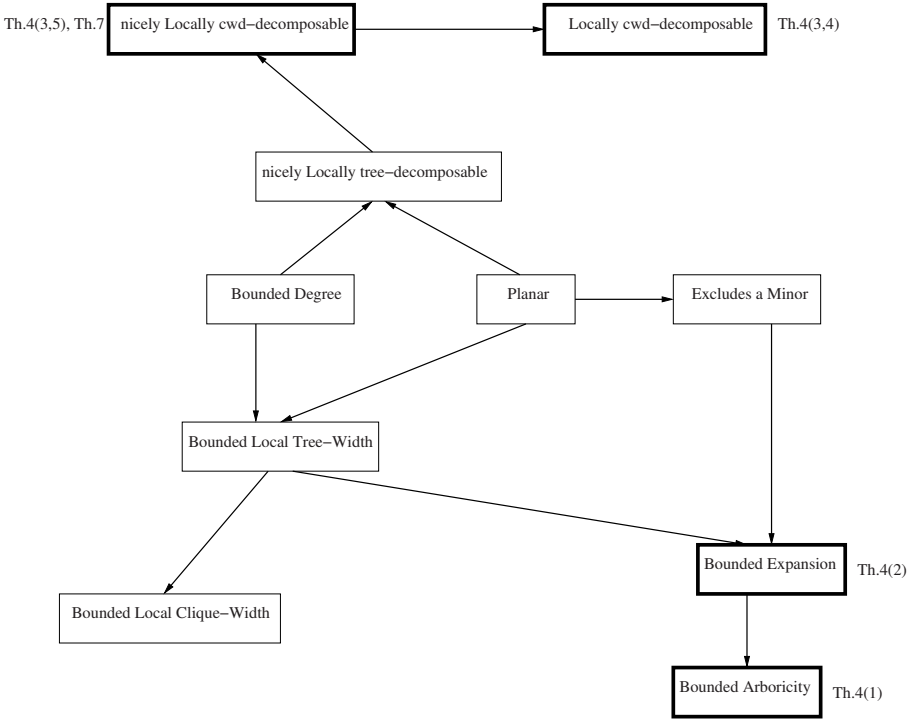 Th.4(3,5), Th.7
nicely Locally cwd−decomposable
Locally cwd−decomposable
Th.4(3,4)
nicely Locally tree−decomposable
Bounded Degree
Planar
Excludes a Minor
Bounded Local Tree−Width
Bounded Expansion
Th.4(2)
Bounded Local Clique−Width
Bounded Arboricity
Th.4(1)